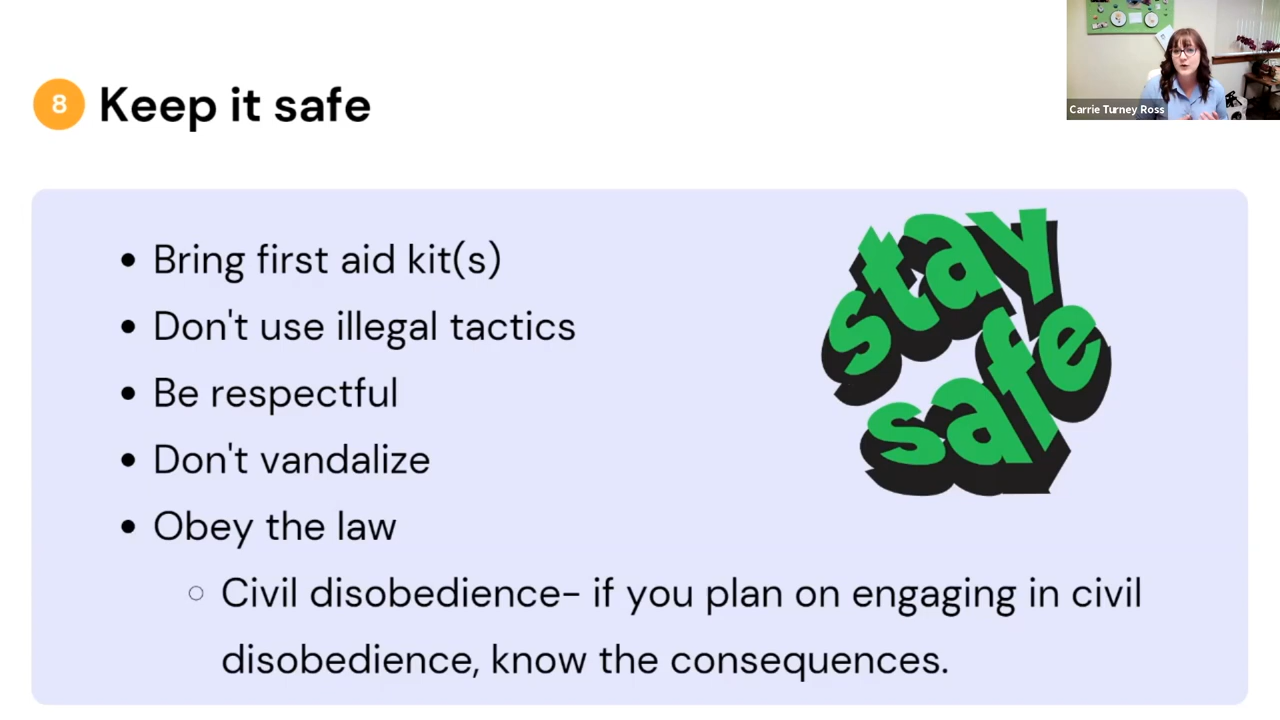 8 Keep it safe
Carrie Turney Ross
Bring first aid kit(s)
Don't use illegal tactics
Be respectful
Don't vandalize
Obey the law
Civil disobedience- if you plan on engaging in civil
disobedience, know the consequences.
stay
safe